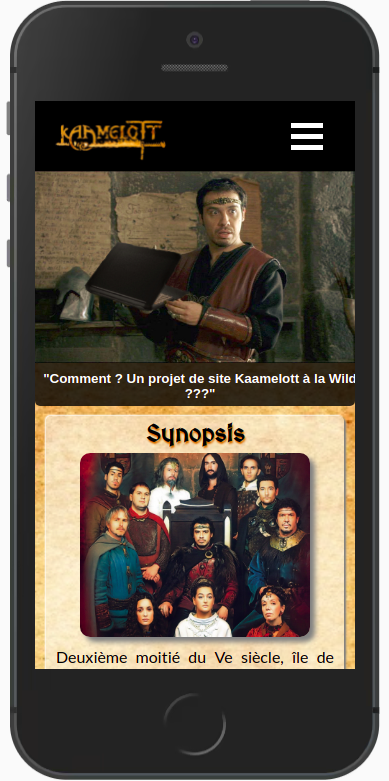 KAAMELOTT
"Comment ? Un projet de site Kaamelott à la Wild
???"
Synopsis
Deuxième moitié du Ve siècle, île de